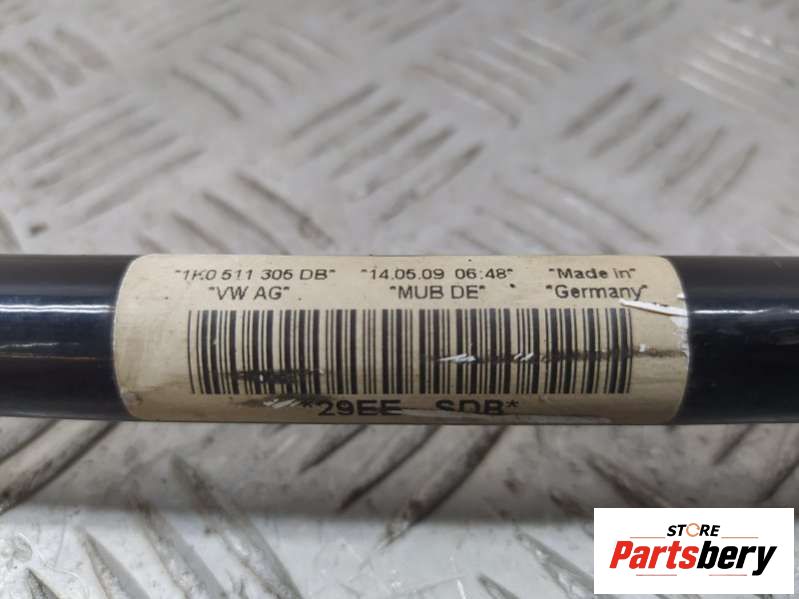 "1K0 511 305 DB" "14.05.09 06:48" "Made in"
"VW AG" "MUB DE" "Germany"
*29EE SDB*
STORE
Partsbery